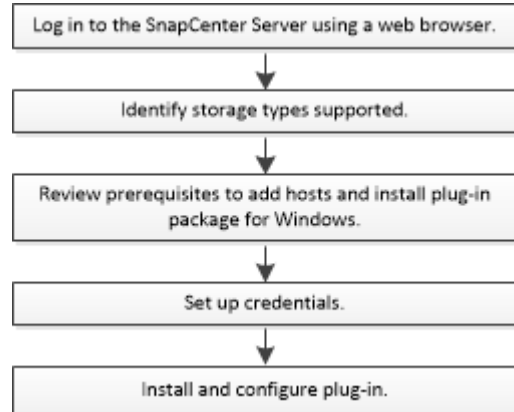 Log in to the SnapCenter Server using a web browser.
Identify storage types supported.
Review prerequisites to add hosts and install plug-in
package for Windows.
Set up credentials.
Install and configure plug-in.